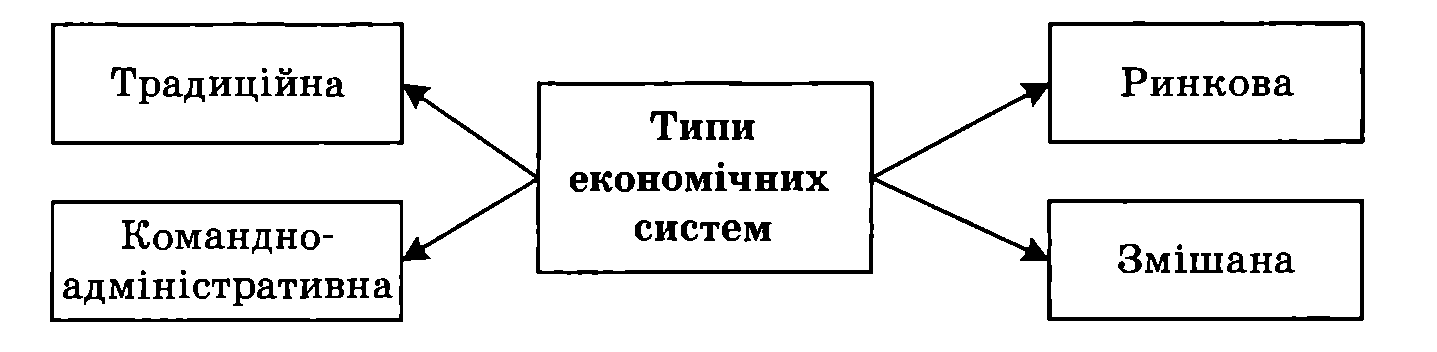 Традиційна
Командно-
адміністративна
Типи
економічних
систем
Ринкова
Змішана